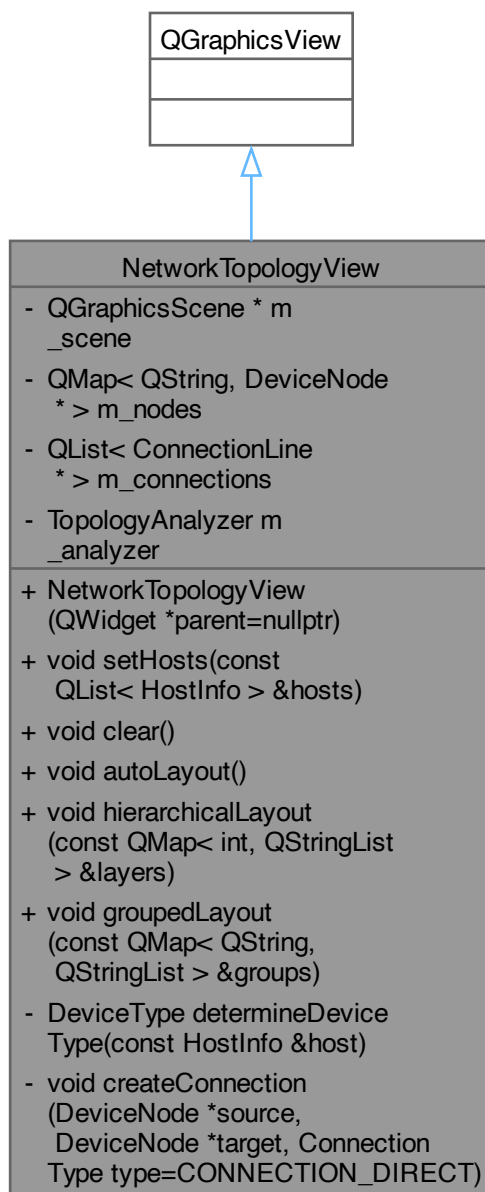 QGraphicsView
NetworkTopologyView
- QGraphicsScene * m
_scene
- QMap< QString, DeviceNode
* > m_nodes
- QList< ConnectionLine
* > m_connections
- TopologyAnalyzer m
_analyzer
+ NetworkTopologyView
(QWidget *parent=nullptr)
+ void setHosts(const
QList< HostInfo > &hosts)
+ void clear()
+ void autoLayout()
+ void hierarchicalLayout
(const QMap< int, QStringList
> &layers)
+ void groupedLayout
(const QMap< QString,
QStringList > &groups)
- DeviceType determineDevice
Type(const HostInfo &host)
- void createConnection
(DeviceNode *source,
DeviceNode *target, Connection
Type type=CONNECTION_DIRECT)